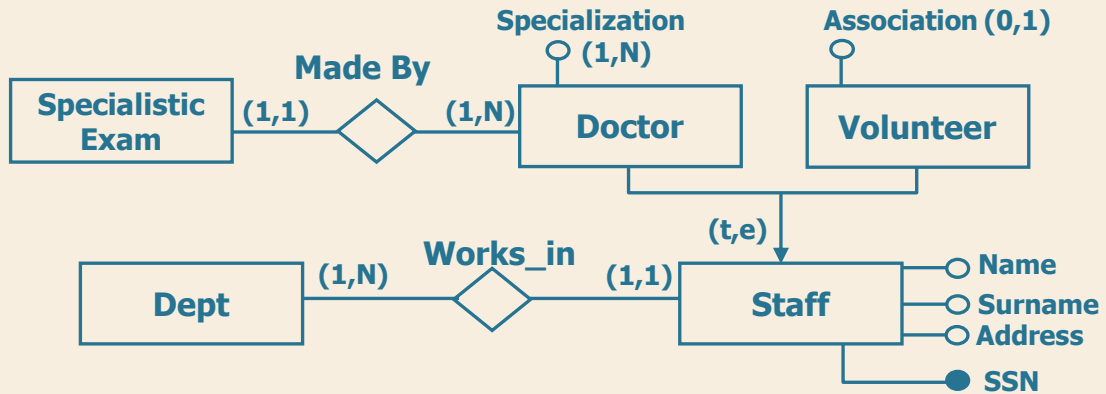 Specialization
(1,N)
Association (0,1)
Made By
Specialistic
Exam
(1,1)
(1,N)
Doctor
Volunteer
(t,e)
Works_in
(1,N)
(1,1)
Dept
Staff
Name
Surname
Address
SSN